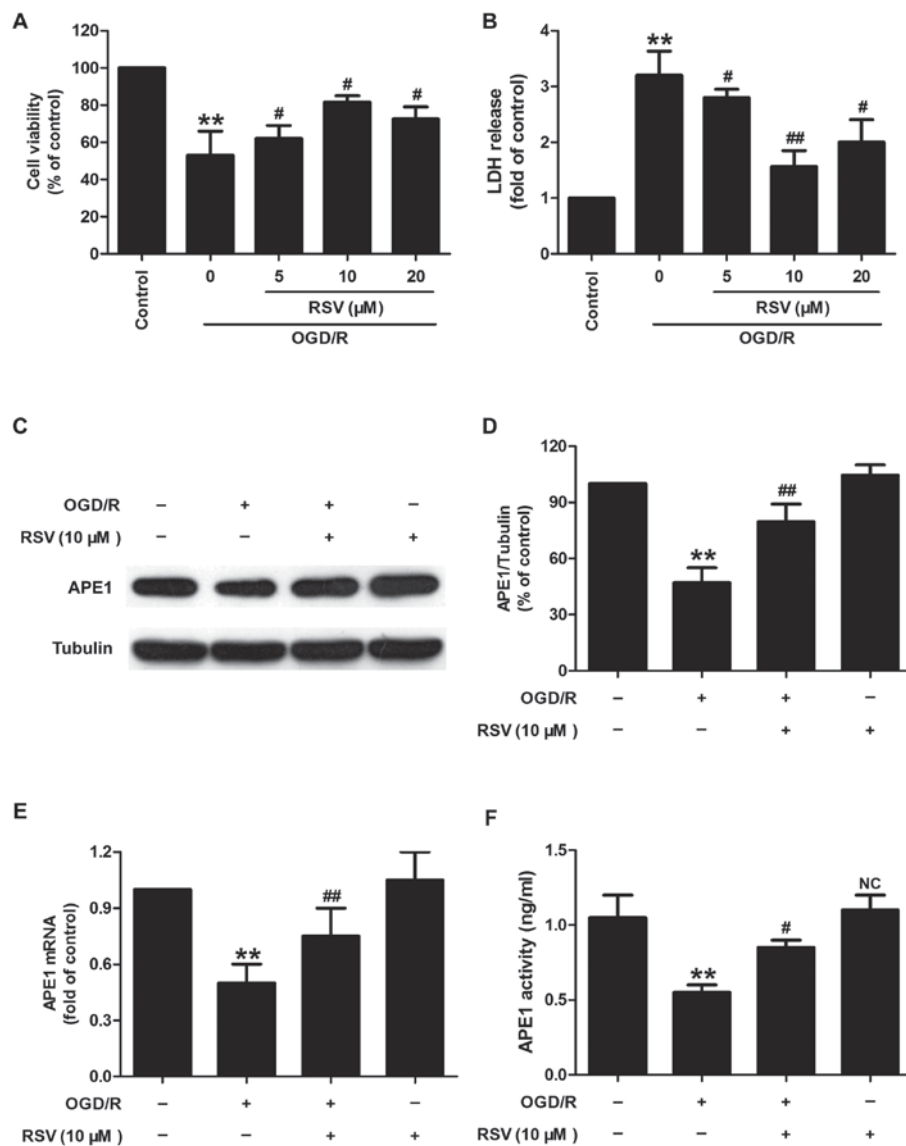 A
Cell viability
(% of control)
120
100
80
60
40
20
0
**
#
#
#
Control
0
5
10
20
RSV (µM)
OGD/R
B
LDH release
(fold of control)
4
3
2
1
0
**
#
##
#
Control
0
5
10
20
RSV (µM)
OGD/R
C
OGD/R – + + –
RSV (10 µM ) – – + +
APE1
Tubulin
D
APE1/Tubulin
(% of control)
120
90
60
30
0
**
##
OGD/R – + + –
RSV (10 µM ) – – + +
E
APE1 mRNA
(fold of control)
1.2
0.9
0.6
0.3
0.0
**
##
OGD/R – + + –
RSV (10 µM ) – – + +
F
APE1 activity (ng/ml)
1.5
1.0
0.5
0.0
**
#
NC
OGD/R – + + –
RSV (10 µM ) – – + +